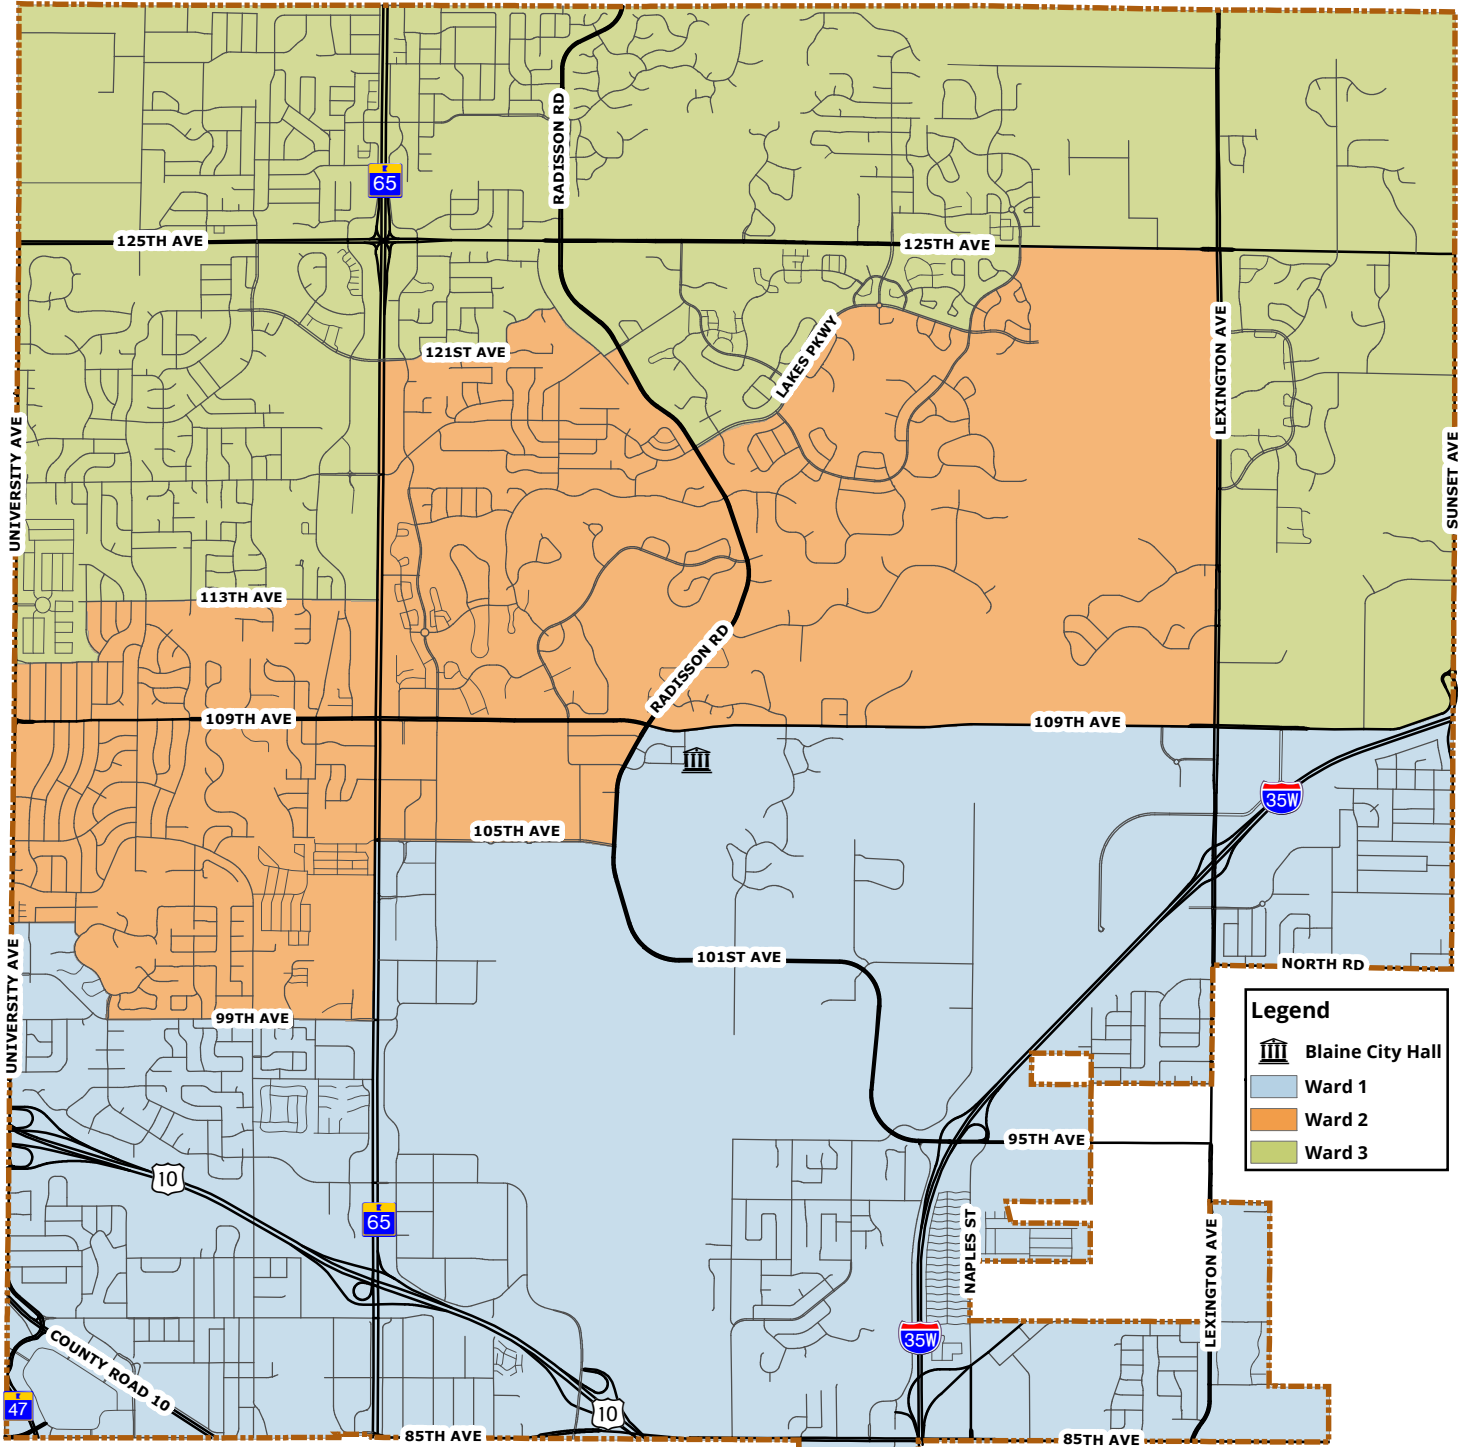 RADISSON RD
65
125TH AVE
125TH AVE
121ST AVE
LAKES PKWY
LEXINGTON AVE
UNIVERSITY AVE
SUNSET AVE
113TH AVE
RADISSON RD
109TH AVE
109TH AVE
35W
105TH AVE
101ST AVE
NORTH RD
UNIVERSITY AVE
99TH AVE
Legend
Blaine City Hall
Ward 1
Ward 2
Ward 3
95TH AVE
10
65
NAPLES ST
LEXINGTON AVE
35W
COUNTY ROAD 10
47
10
85TH AVE
85TH AVE